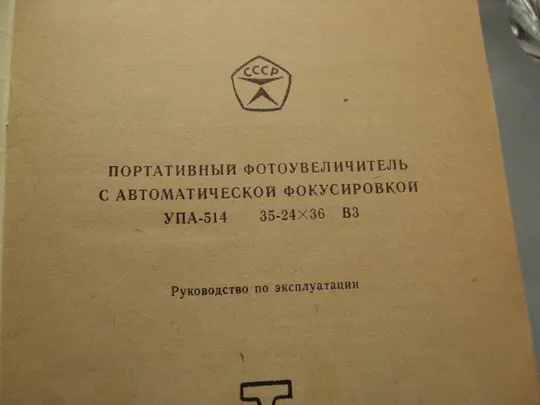 СССР
ПОРТАТИВНЫЙ ФОТОУВЕЛИЧИТЕЛЬ
С АВТОМАТИЧЕСКОЙ ФОКУСИРОВКОЙ
УПА-514 35-24×36 В3
Руководство по эксплуатации